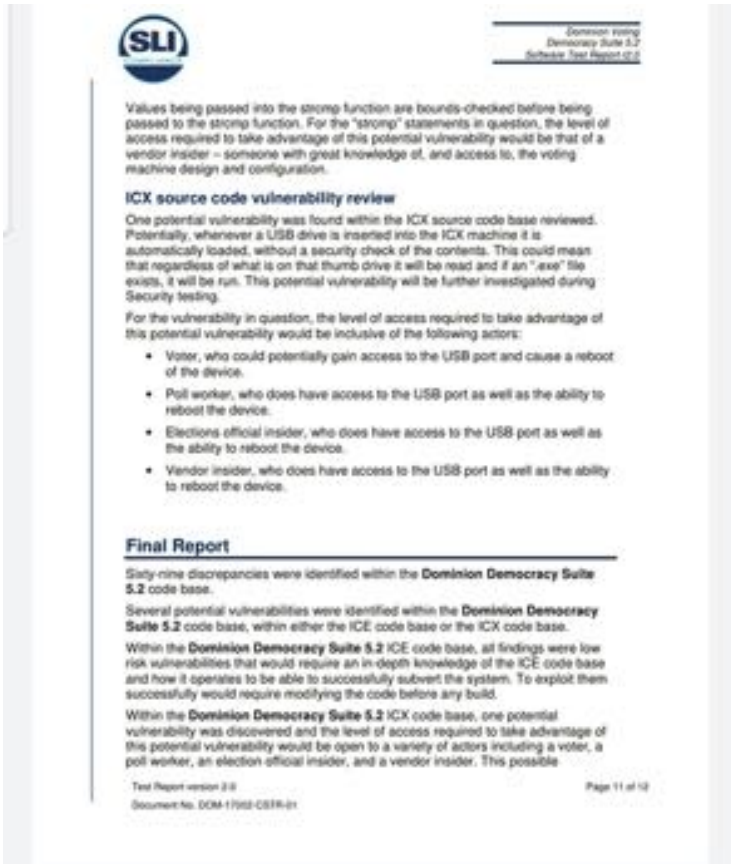 SLI
Dominion Voting
Democracy Suite 5.2
Software Test Report v2.0
Values being passed into the strcmp function are bounds-checked before being
passed to the strcmp function. For the "strcmp" statements in question, the level of
access required to take advantage of this potential vulnerability would be that of a
vendor insider – someone with great knowledge of, and access to, the voting
machine design and configuration.
ICX source code vulnerability review
One potential vulnerability was found within the ICX source code base reviewed.
Potentially, whenever a USB drive is inserted into the ICX machine it is
automatically loaded, without a security check of the contents. This could mean
that regardless of what is on that thumb drive it will be read and if an ".exe" file
exists, it will be run. This potential vulnerability will be further investigated during
Security testing.
For the vulnerability in question, the level of access required to take advantage of
this potential vulnerability would be inclusive of the following actors:
• Voter, who could potentially gain access to the USB port and cause a reboot
of the device.
• Poll worker, who does have access to the USB port as well as the ability to
reboot the device.
• Elections official insider, who does have access to the USB port as well as
the ability to reboot the device.
• Vendor insider, who does have access to the USB port as well as the ability
to reboot the device.
Final Report
Sixty-nine discrepancies were identified within the Dominion Democracy Suite
5.2 code base.
Several potential vulnerabilities were identified within the Dominion Democracy
Suite 5.2 code base, within either the ICE code base or the ICX code base.
Within the Dominion Democracy Suite 5.2 ICE code base, all findings were low
risk vulnerabilities that would require an in-depth knowledge of the ICE code base
and how it operates to be able to successfully subvert the system. To exploit them
successfully would require modifying the code before any build.
Within the Dominion Democracy Suite 5.2 ICX code base, one potential
vulnerability was discovered and the level of access required to take advantage of
this potential vulnerability would be open to a variety of actors including a voter, a
poll worker, an election official insider, and a vendor insider. This possible
Test Report version 2.0
Page 11 of 12
Document No. DOM-17002-CSTR-01